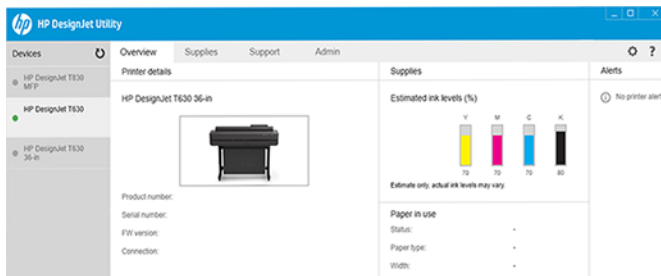 hp HP DesignJet Utility
Devices
HP DesignJet T830
MFP
HP DesignJet T630
HP DesignJet T630
36-in
Overview Supplies Support Admin
?
Printer details
HP DesignJet T630 36-in
Product number:
Serial number:
FW version:
Connection:
Supplies
Estimated ink levels (%)
Y M C K
70 70 70 80
Estimate only, actual ink levels may vary.
Paper in use
Status: -
Paper type: -
Width: -
Alerts
No printer alert